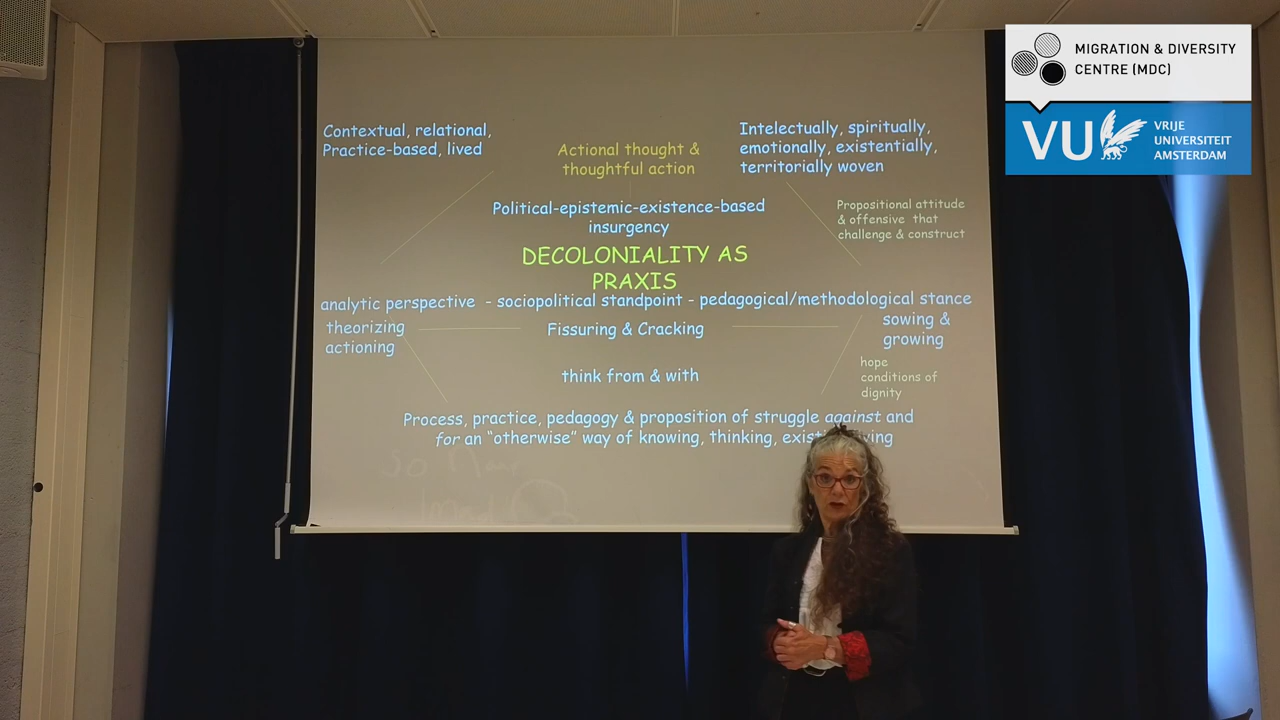 MIGRATION & DIVERSITY
CENTRE (MDC)
VU
VRIJE
UNIVERSITEIT
AMSTERDAM
Contextual, relational,
Practice-based, lived
Actional thought &
thoughtful action
Intelectually, spiritually,
emotionally, existentially,
territorially woven
Propositional attitude
& offensive that
challenge & construct
Political-epistemic-existence-based
insurgency
DECOLONIALITY AS
PRAXIS
analytic perspective - sociopolitical standpoint - pedagogical/methodological stance
theorizing
actioning
Fissuring & Cracking
sowing &
growing
hope
conditions of
dignity
think from & with
Process, practice, pedagogy & proposition of struggle against and
for an "otherwise" way of knowing, thinking,